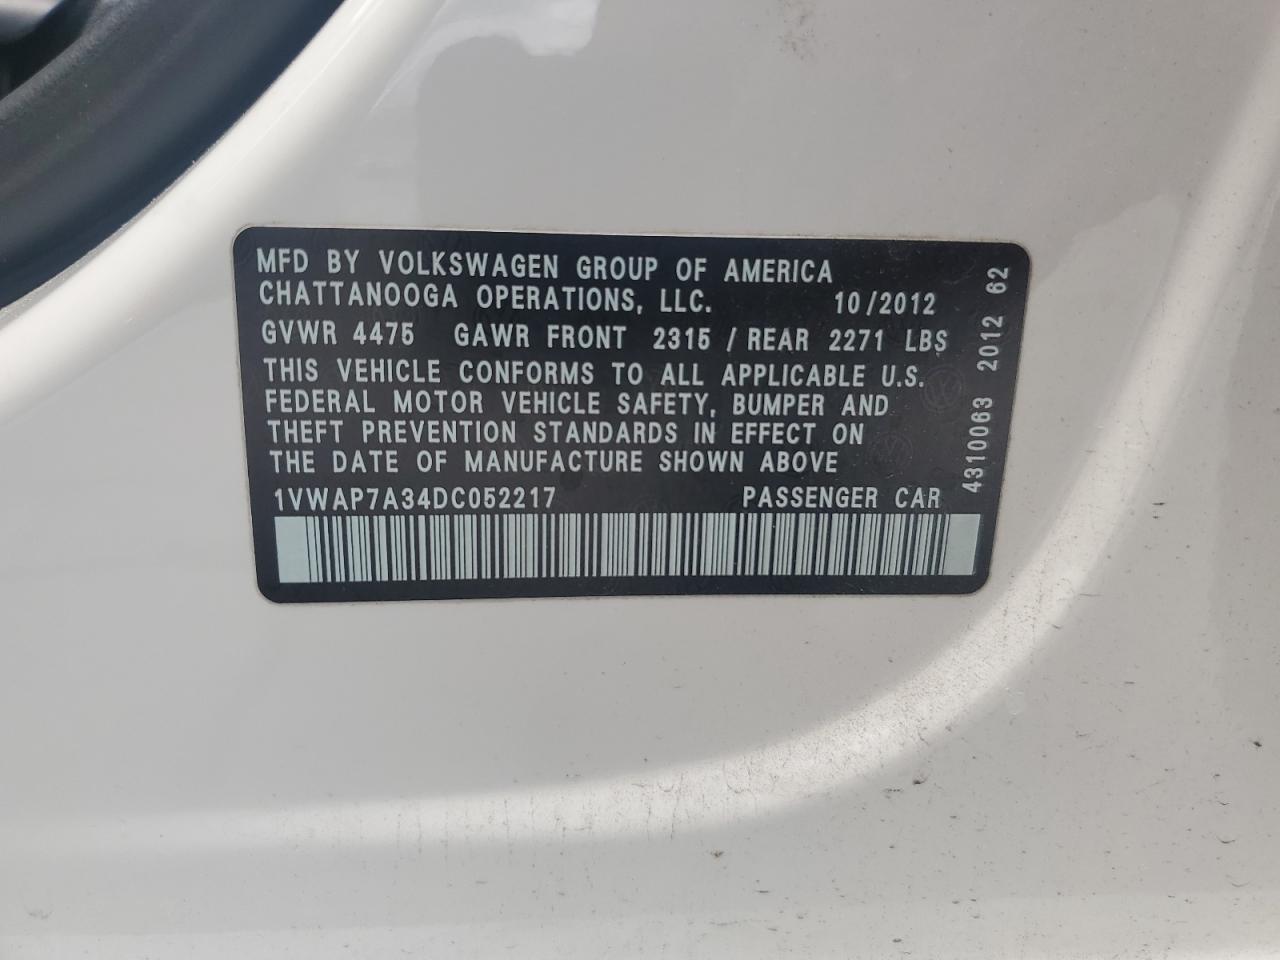 MFD BY VOLKSWAGEN GROUP OF AMERICA
CHATTANOOGA OPERATIONS, LLC. 10/2012
GVWR 4475 GAWR FRONT 2315 / REAR 2271 LBS
THIS VEHICLE CONFORMS TO ALL APPLICABLE U.S.
FEDERAL MOTOR VEHICLE SAFETY, BUMPER AND
THEFT PREVENTION STANDARDS IN EFFECT ON
THE DATE OF MANUFACTURE SHOWN ABOVE
1VWAP7A34DC052217 PASSENGER CAR
4310063 2012 62